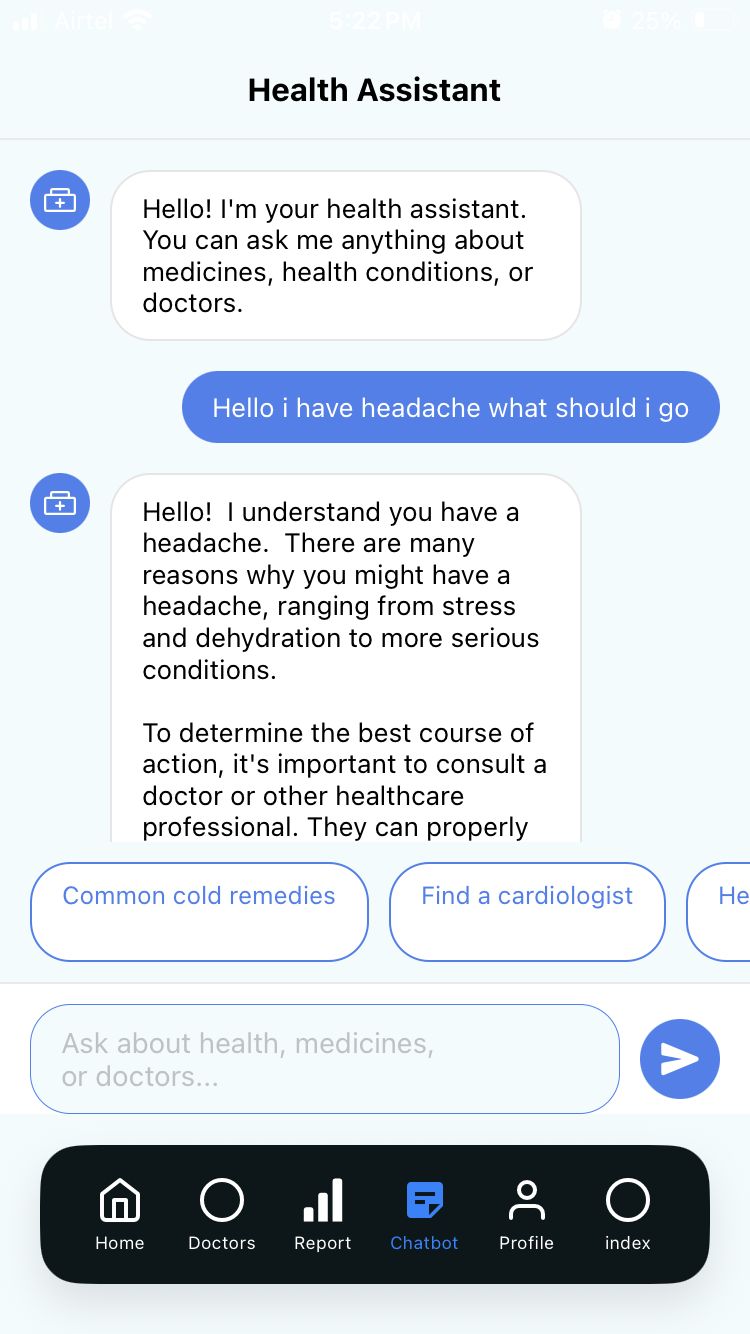 Airtel 5:22 PM 25%
Health Assistant
Hello! I'm your health assistant.
You can ask me anything about
medicines, health conditions, or
doctors.
Hello i have headache what should i go
Hello!  I understand you have a
headache.  There are many
reasons why you might have a
headache, ranging from stress
and dehydration to more serious
conditions.
To determine the best course of
action, it's important to consult a
doctor or other healthcare
professional. They can properly
Common cold remedies Find a cardiologist He
Ask about health, medicines,
or doctors...
Home Doctors Report Chatbot Profile index